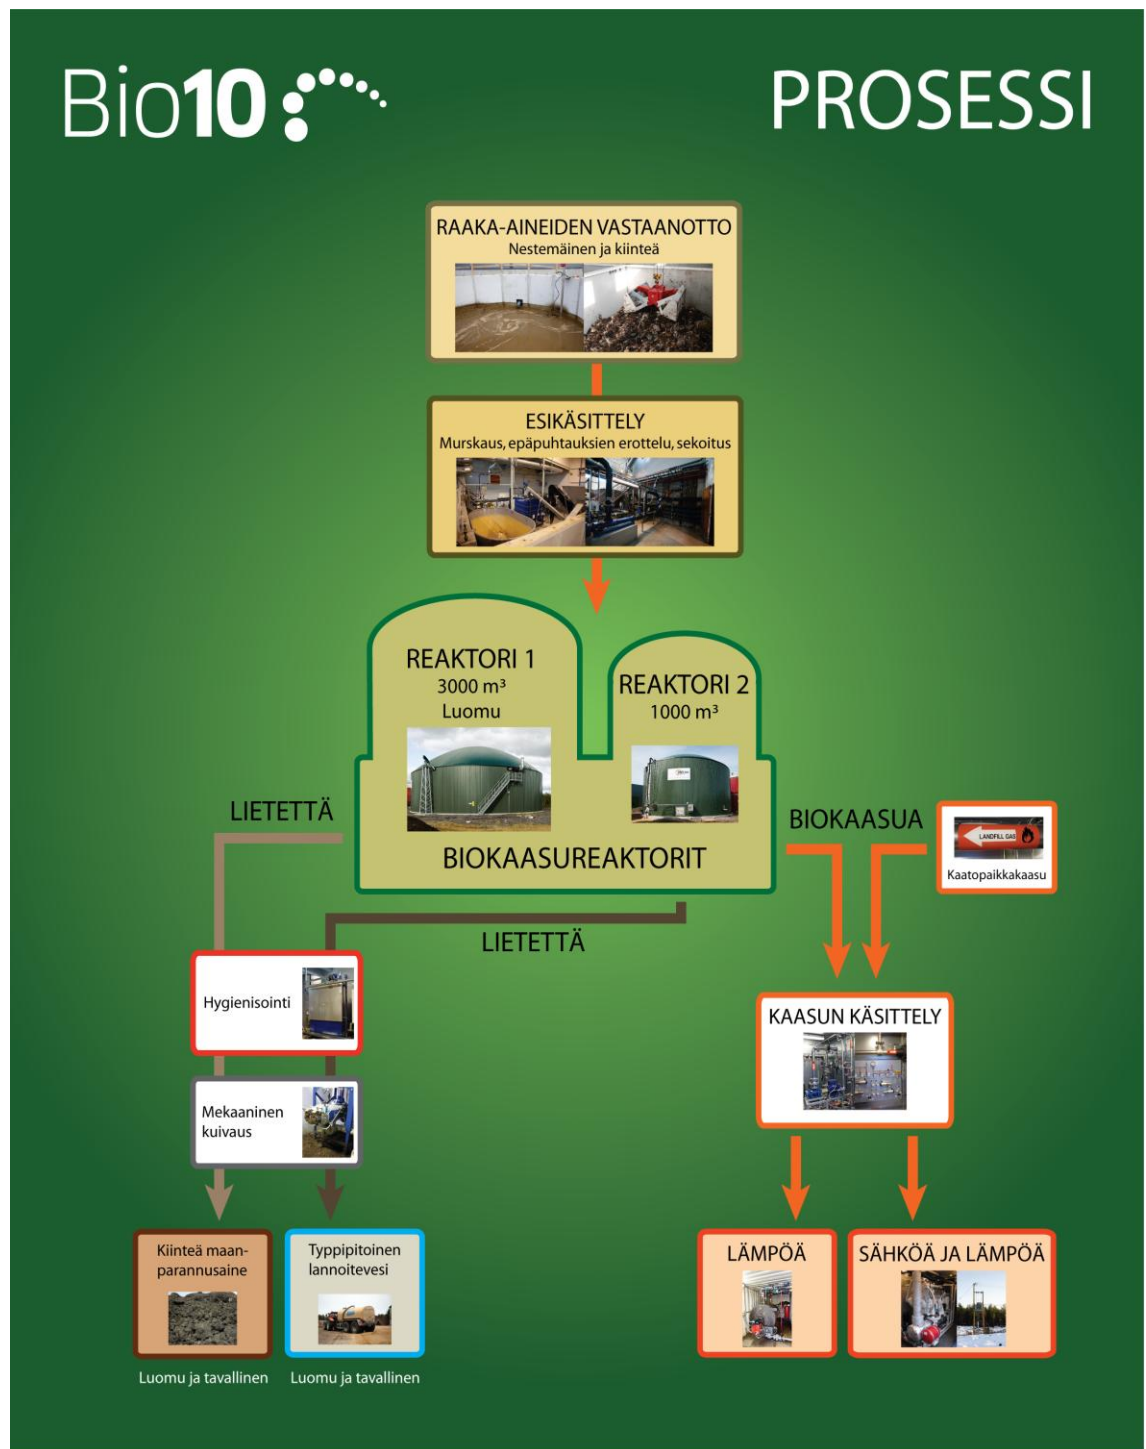 Bio10
PROSESSI
RAAKA-AINEIDEN VASTAANOTTO
Nestemäinen ja kiinteä
ESIKÄSITTELY
Murskaus, epäpuhtauksien erottelu, sekoitus
REAKTORI 1
3000 m³
Luomu
REAKTORI 2
1000 m³
BIOKAASUREAKTORIT
LIETETTÄ
LIETETTÄ
BIOKAASUA
LANDFILL GAS
Kaatopaikkakaasu
Hygienisointi
Mekaaninen
kuivaus
KAASUN KÄSITTELY
Kiinteä maan-
parannusaine
Luomu ja tavallinen
Typpipitoinen
lannoitevesi
Luomu ja tavallinen
LÄMPÖÄ
SÄHKÖÄ JA LÄMPÖÄ